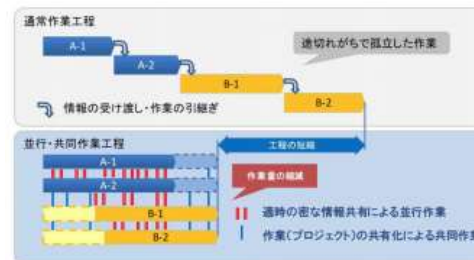 通常作業工程
A-1
途切れがちで孤立した作業
A-2
B-1
B-2
情報の受け渡し・作業の引継ぎ
並行・共同作業工程
工程の短縮
A-1
A-2
作業量の縮減
B-1
適時の密な情報共有による並行作業
B-2
作業(プロジェクト)の共有化による共同作業